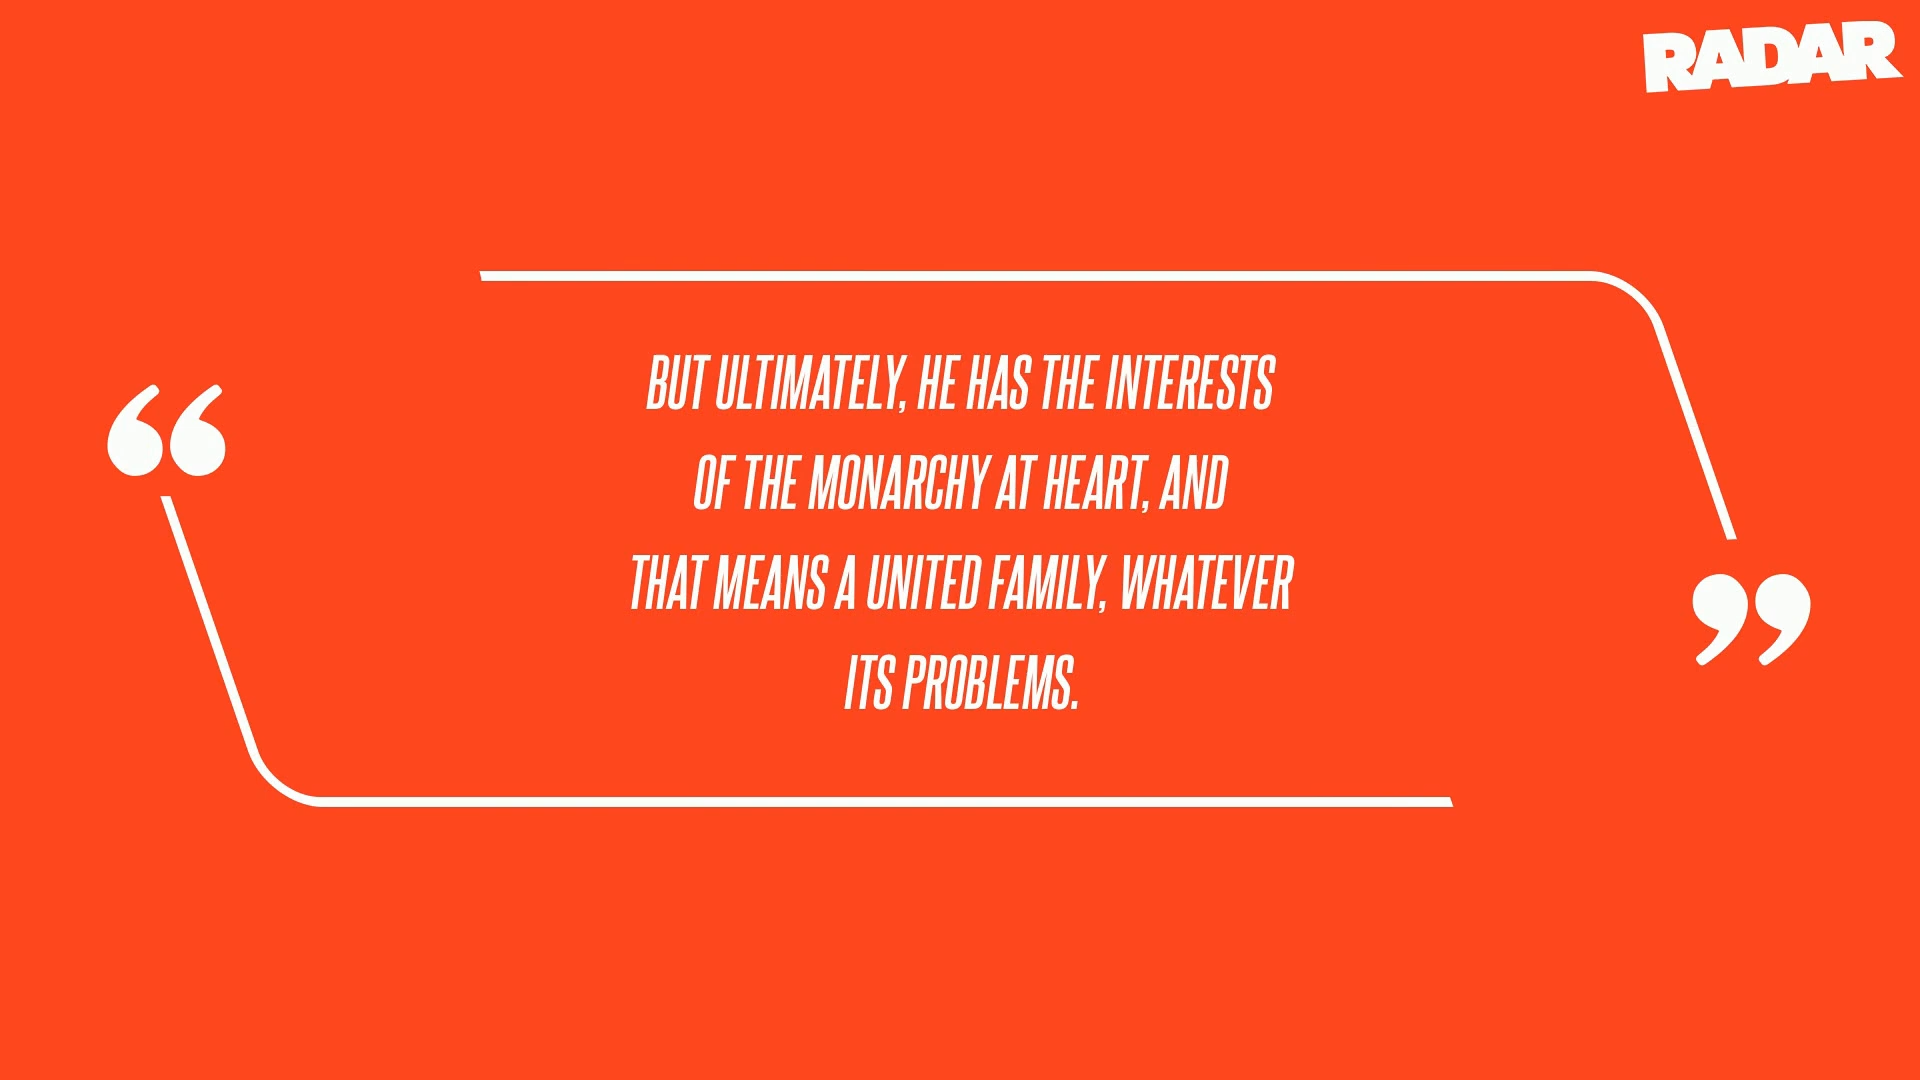 RADAR
BUT ULTIMATELY, HE HAS THE INTERESTS
OF THE MONARCHY AT HEART, AND
THAT MEANS A UNITED FAMILY, WHATEVER
ITS PROBLEMS.